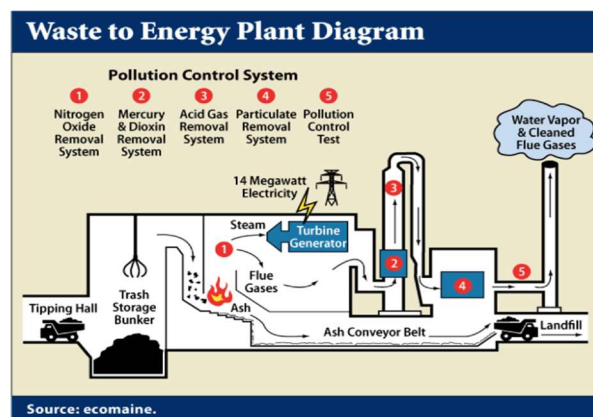 Waste to Energy Plant Diagram
Pollution Control System
1
Nitrogen
Oxide
Removal
System
2
Mercury
& Dioxin
Removal
System
3
Acid Gas
Removal
System
4
Particulate
Removal
System
5
Pollution
Control
Test
Water Vapor
& Cleaned
Flue Gases
14 Megawatt
Electricity
Steam
Turbine
Generator
1
2
3
4
5
Flue
Gases
Tipping Hall
Trash
Storage
Bunker
Ash
Ash Conveyor Belt
Landfill
Source: ecomaine.